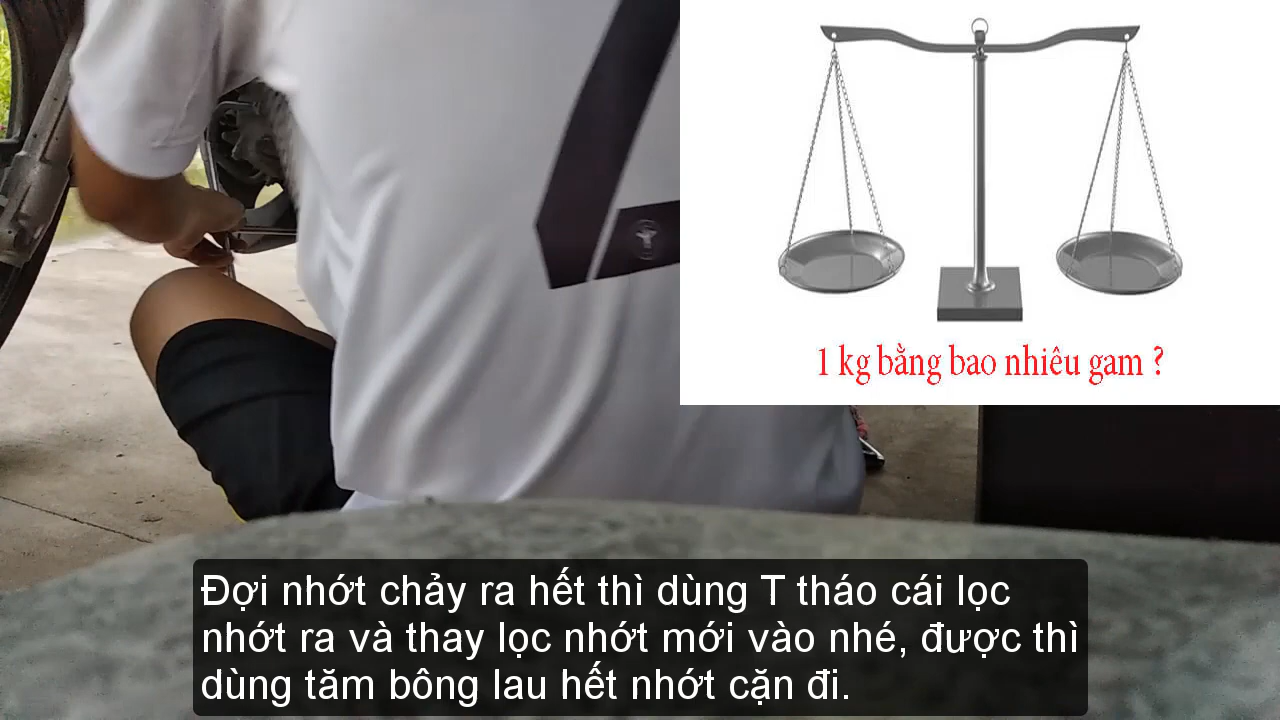 1 kg bằng bao nhiêu gam ?
Đợi nhớt chảy ra hết thì dùng T tháo cái lọc
nhớt ra và thay lọc nhớt mới vào nhé, được thì
dùng tăm bông lau hết nhớt cặn đi.